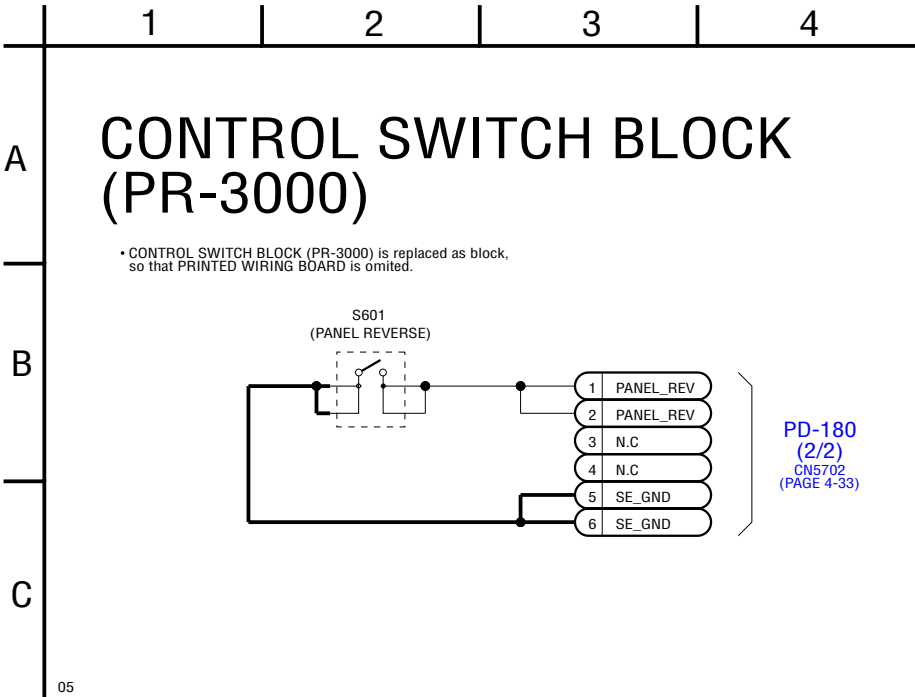 1 2 3 4
A
CONTROL SWITCH BLOCK
(PR-3000)
• CONTROL SWITCH BLOCK (PR-3000) is replaced as block,
so that PRINTED WIRING BOARD is omited.
B
S601
(PANEL REVERSE)
1 PANEL_REV
2 PANEL_REV
3 N.C
4 N.C
5 SE_GND
6 SE_GND
PD-180
(2/2)
CN5702
(PAGE 4-33)
C
05